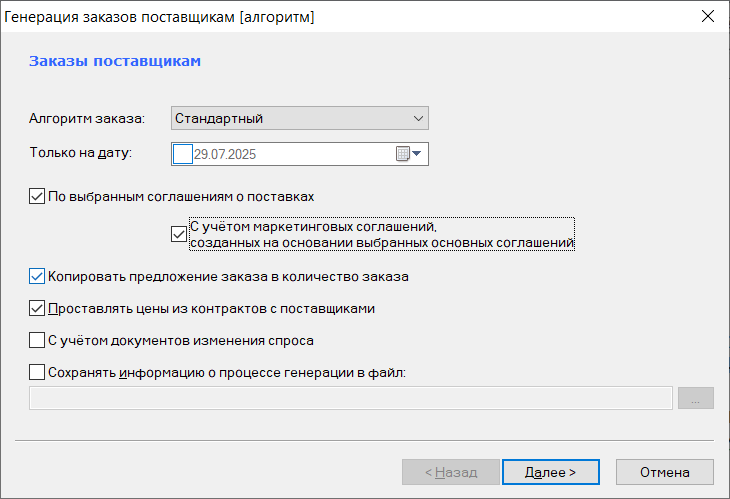 Генерация заказов поставщикам [алгоритм]
Заказы поставщикам
Алгоритм заказа: Стандартный
Только на дату: 29.07.2025
По выбранным соглашениям о поставках
С учётом маркетинговых соглашений,
созданных на основании выбранных основных соглашений
Копировать предложение заказа в количество заказа
Проставлять цены из контрактов с поставщиками
С учётом документов изменения спроса
Сохранять информацию о процессе генерации в файл:
...
< Назад Далее > Отмена